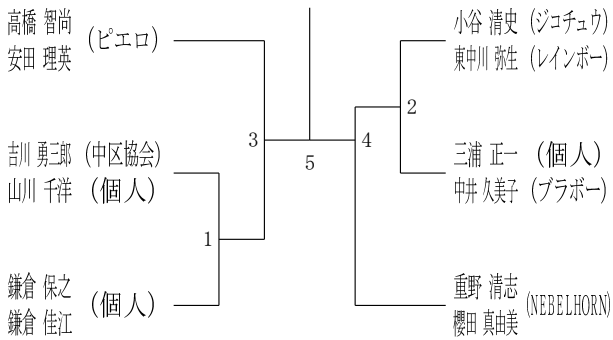 高橋 智尚
(ピエロ)
安田 理英
吉川 勇三郎 (中区協会)
山川 千洋 (個人)
鎌倉 保之
(個人)
鎌倉 佳江
1
3
5
4
2
小谷 清史 (ジコチュウ)
東中川 弥生 (レインボー)
三浦 正一 (個人)
中井 久美子 (ブラボー)
重野 清志
(NEBELHORN)
櫻田 真由美